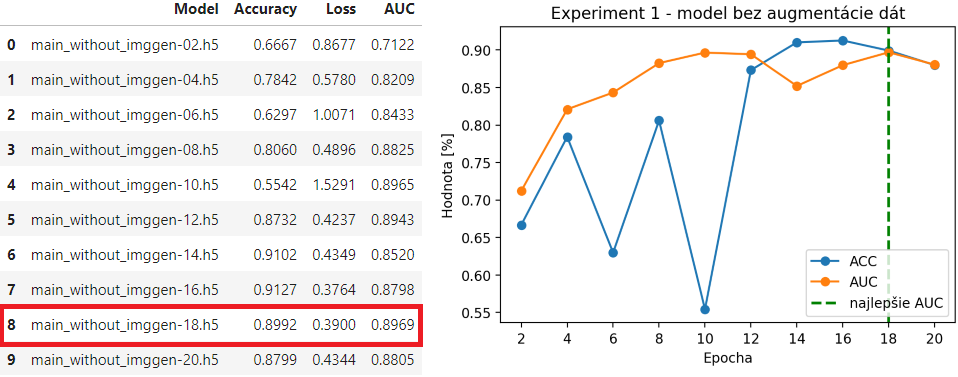 Model Accuracy Loss AUC
0 main_without_imggen-02.h5 0.6667 0.8677 0.7122
1 main_without_imggen-04.h5 0.7842 0.5780 0.8209
2 main_without_imggen-06.h5 0.6297 1.0071 0.8433
3 main_without_imggen-08.h5 0.8060 0.4896 0.8825
4 main_without_imggen-10.h5 0.5542 1.5291 0.8965
5 main_without_imggen-12.h5 0.8732 0.4237 0.8943
6 main_without_imggen-14.h5 0.9102 0.4349 0.8520
7 main_without_imggen-16.h5 0.9127 0.3764 0.8798
8 main_without_imggen-18.h5 0.8992 0.3900 0.8969
9 main_without_imggen-20.h5 0.8799 0.4344 0.8805
Experiment 1 - model bez augmentácie dát
Hodnota [%]
0.90
0.85
0.80
0.75
0.70
0.65
0.60
0.55
ACC
AUC
najlepšie AUC
2 4 6 8 10 12 14 16 18 20
Epocha